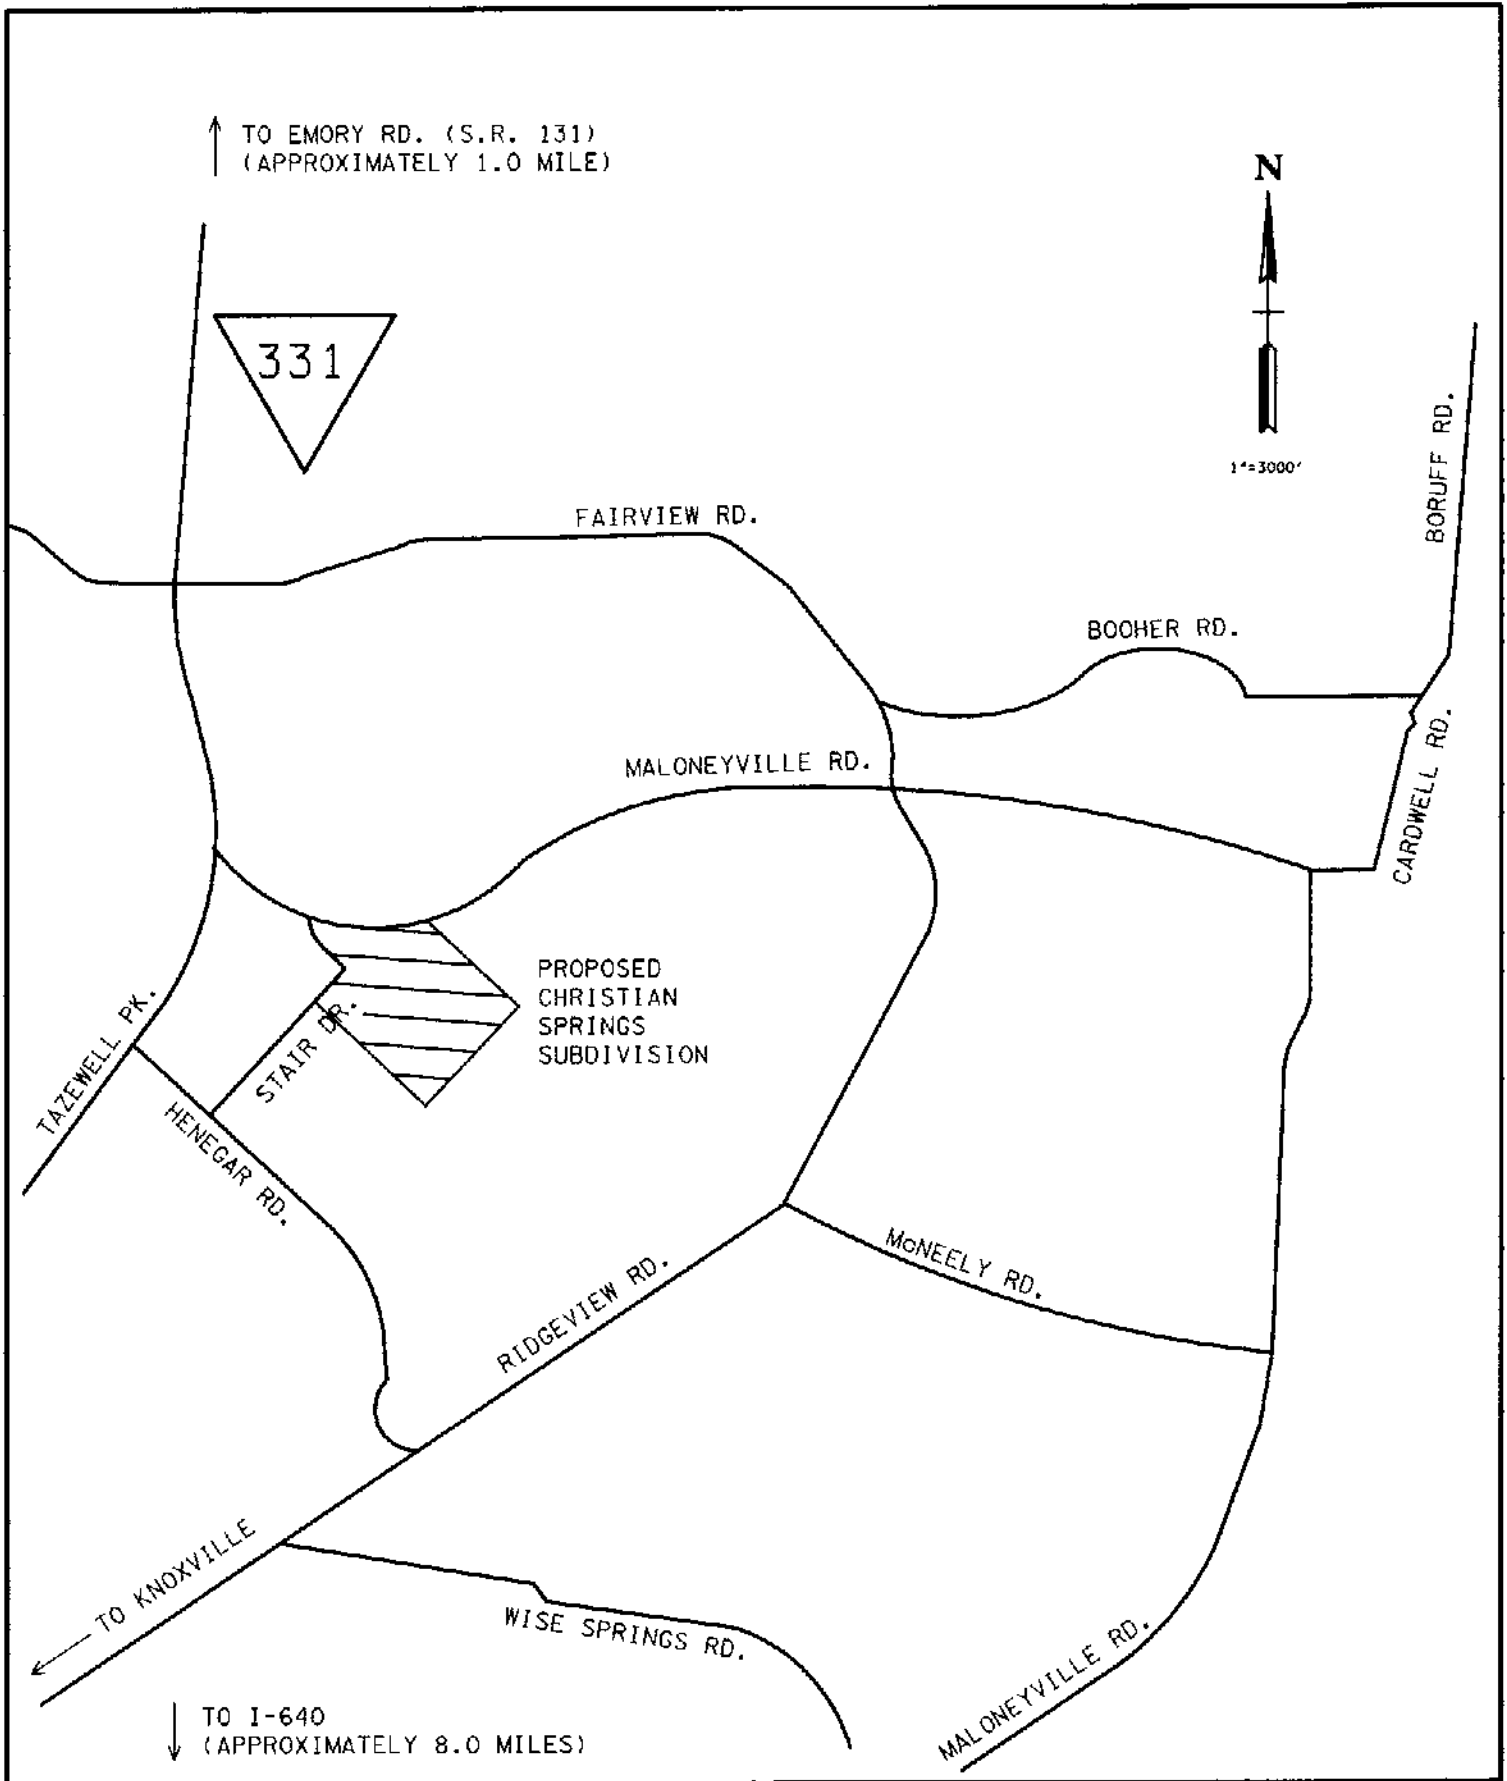 TO EMORY RD. (S.R. 131)
(APPROXIMATELY 1.0 MILE)
N
331
1"=3000'
BORUFF RD.
FAIRVIEW RD.
BOOHER RD.
MALONEYVILLE RD.
CARDWELL RD.
PROPOSED
CHRISTIAN
SPRINGS
SUBDIVISION
TAZEWELL PK.
STAIR DR.
HENEGAR RD.
McNEELY RD.
RIDGEVIEW RD.
TO KNOXVILLE
WISE SPRINGS RD.
MALONEYVILLE RD.
TO I-640
(APPROXIMATELY 8.0 MILES)